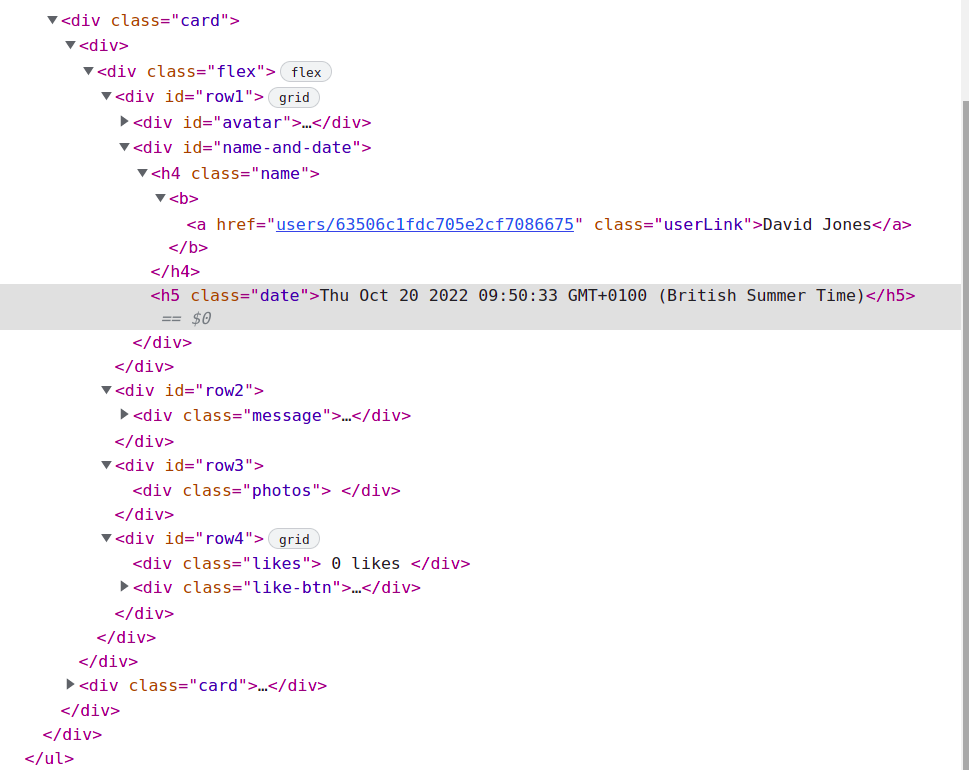 <div class="card">
<div>
<div class="flex"> flex
<div id="row1"> grid
<div id="avatar">…</div>
<div id="name-and-date">
<h4 class="name">
<b>
<a href="users/63506c1fdc705e2cf7086675" class="userLink">David Jones</a>
</b>
</h4>
<h5 class="date">Thu Oct 20 2022 09:50:33 GMT+0100 (British Summer Time)</h5>
== $0
</div>
</div>
<div id="row2">
<div class="message">…</div>
</div>
<div id="row3">
<div class="photos"> </div>
</div>
<div id="row4"> grid
<div class="likes"> 0 likes </div>
<div class="like-btn">…</div>
</div>
</div>
</div>
<div class="card">…</div>
</div>
</div>
</ul>